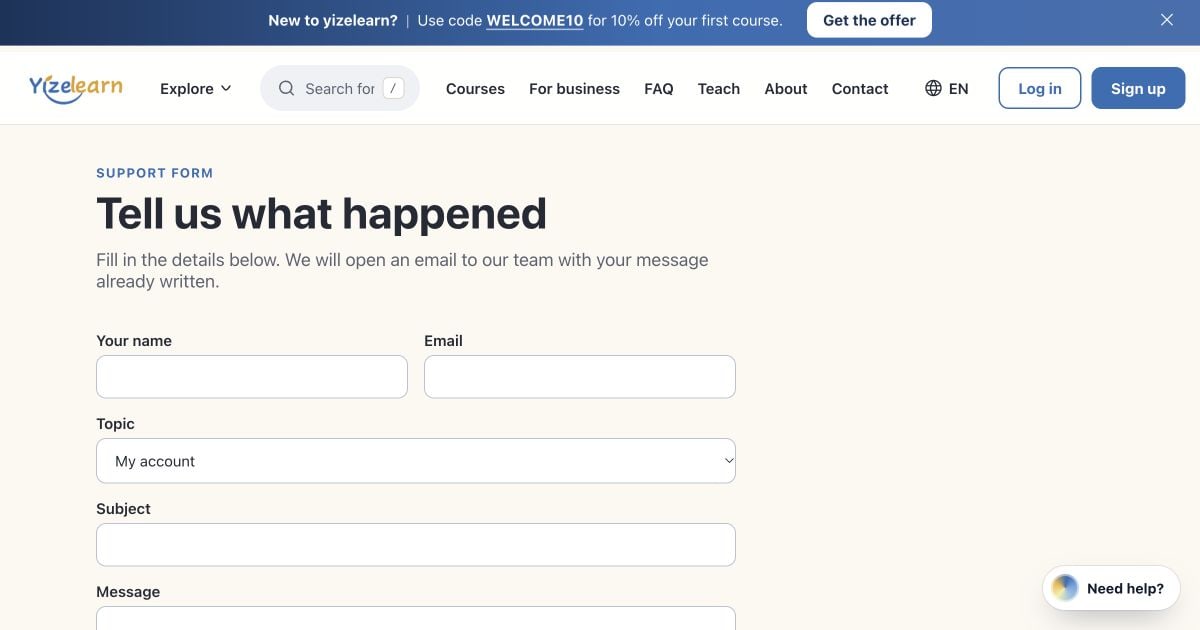 New to yizelearn? | Use code WELCOME10 for 10% off your first course. Get the offer
Yizelearn Explore Search for / Courses For business FAQ Teach About Contact EN Log in Sign up
SUPPORT FORM
Tell us what happened
Fill in the details below. We will open an email to our team with your message
already written.
Your name Email
Topic
My account
Subject
Message
Need help?